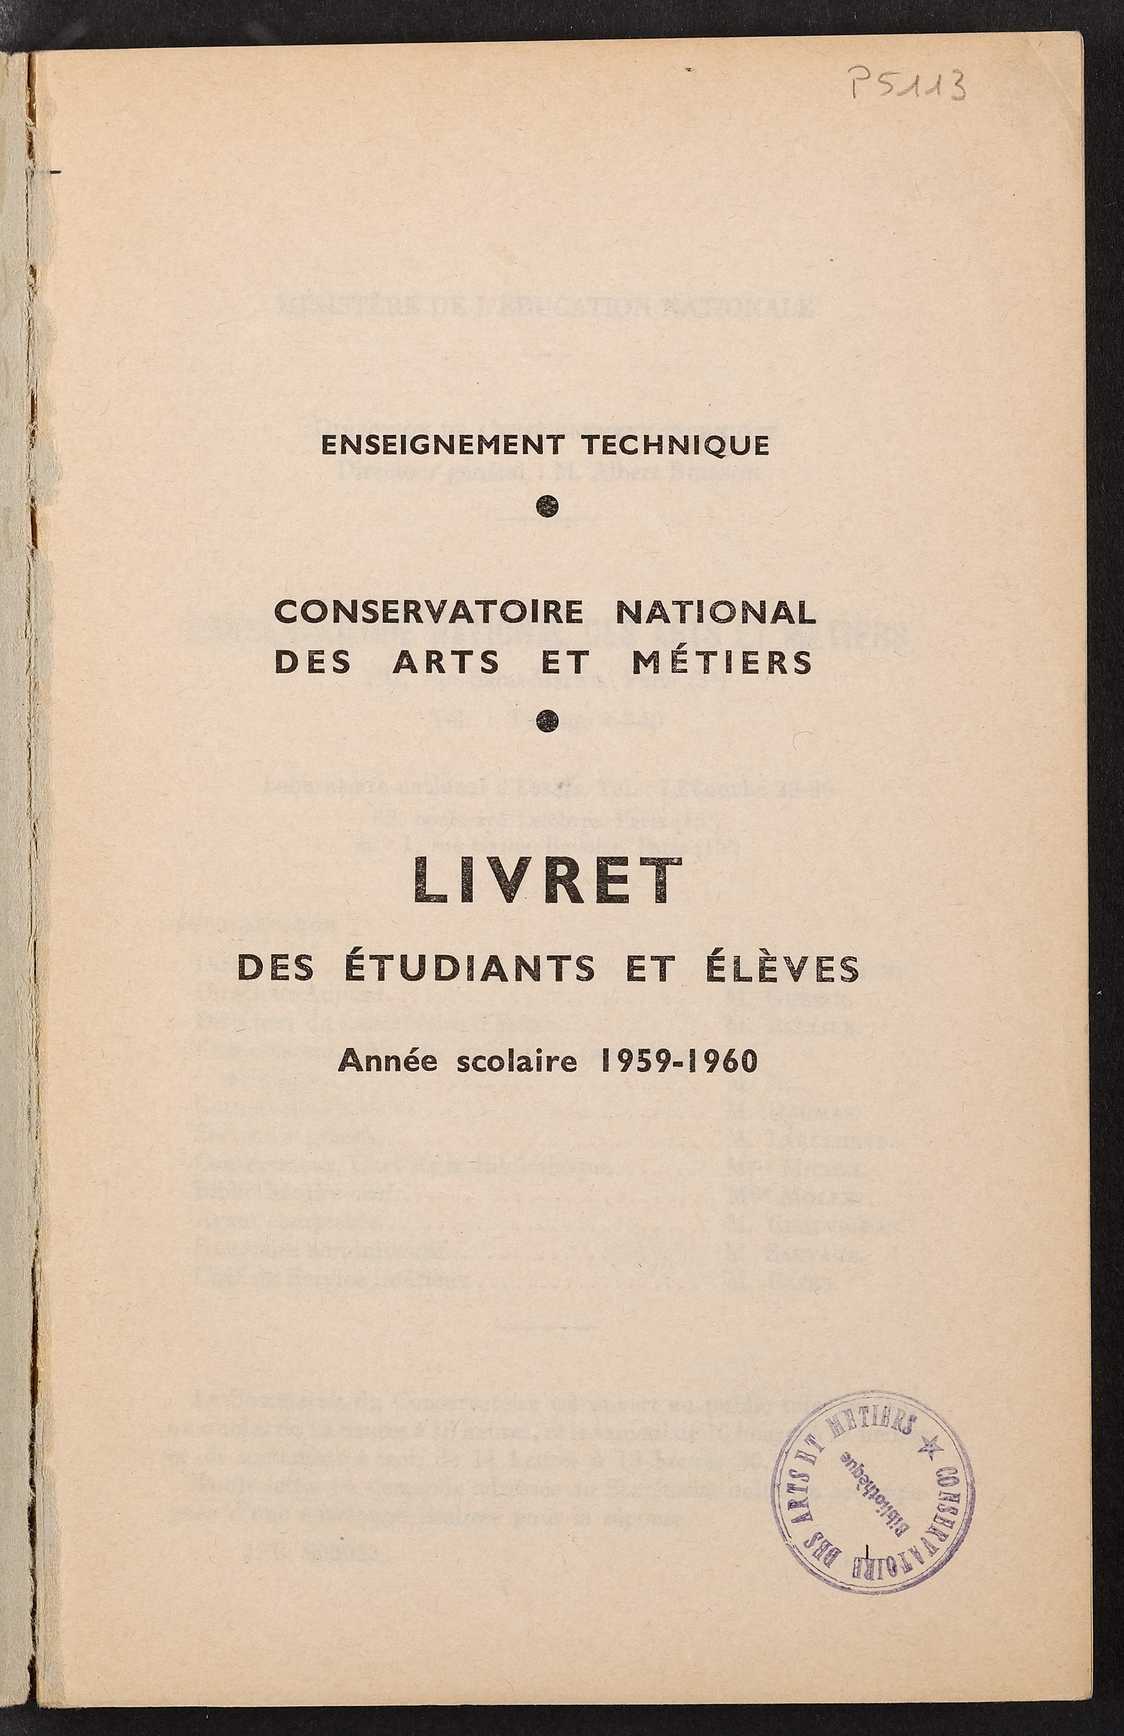 P5113
ENSEIGNEMENT TECHNIQUE
CONSERVATOIRE NATIONAL
DES ARTS ET MÉTIERS
LIVRET
DES ÉTUDIANTS ET ÉLÈVES
Année scolaire 1959-1960
CONSERVATOIRE DES ARTS ET METIERS
Bibliothèque